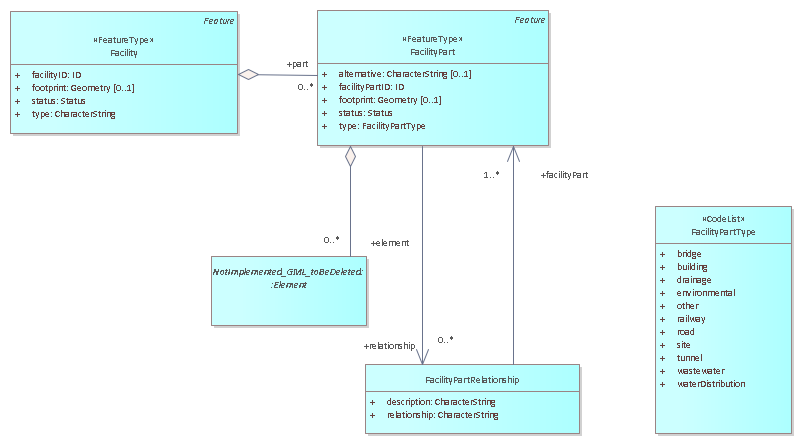 Feature
«FeatureType»
Facility
+ facilityID: ID
+ footprint: Geometry [0..1]
+ status: Status
+ type: CharacterString
+part
0..*
Feature
«FeatureType»
FacilityPart
+ alternative: CharacterString [0..1]
+ facilityPartID: ID
+ footprint: Geometry [0..1]
+ status: Status
+ type: FacilityPartType
1..*
+facilityPart
0..*
+element
NotImplemented_GML_toBeDeleted:
:Element
+relationship
0..*
FacilityPartRelationship
+ description: CharacterString
+ relationship: CharacterString
«CodeList»
FacilityPartType
+ bridge
+ building
+ drainage
+ environmental
+ other
+ railway
+ road
+ site
+ tunnel
+ wastewater
+ waterDistribution